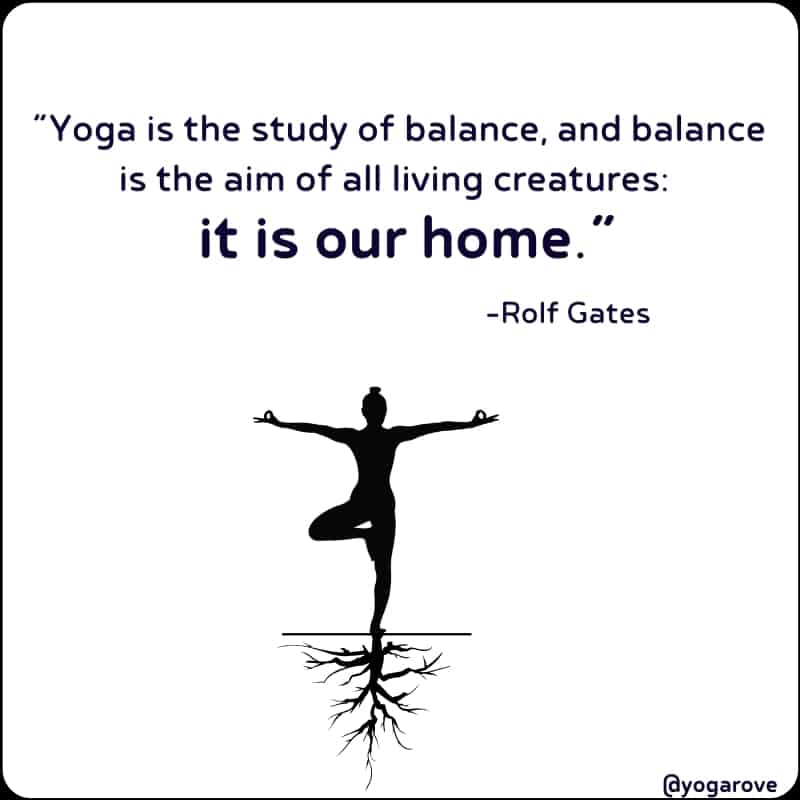 “Yoga is the study of balance, and balance
is the aim of all living creatures:
it is our home.”
-Rolf Gates
@yogarove